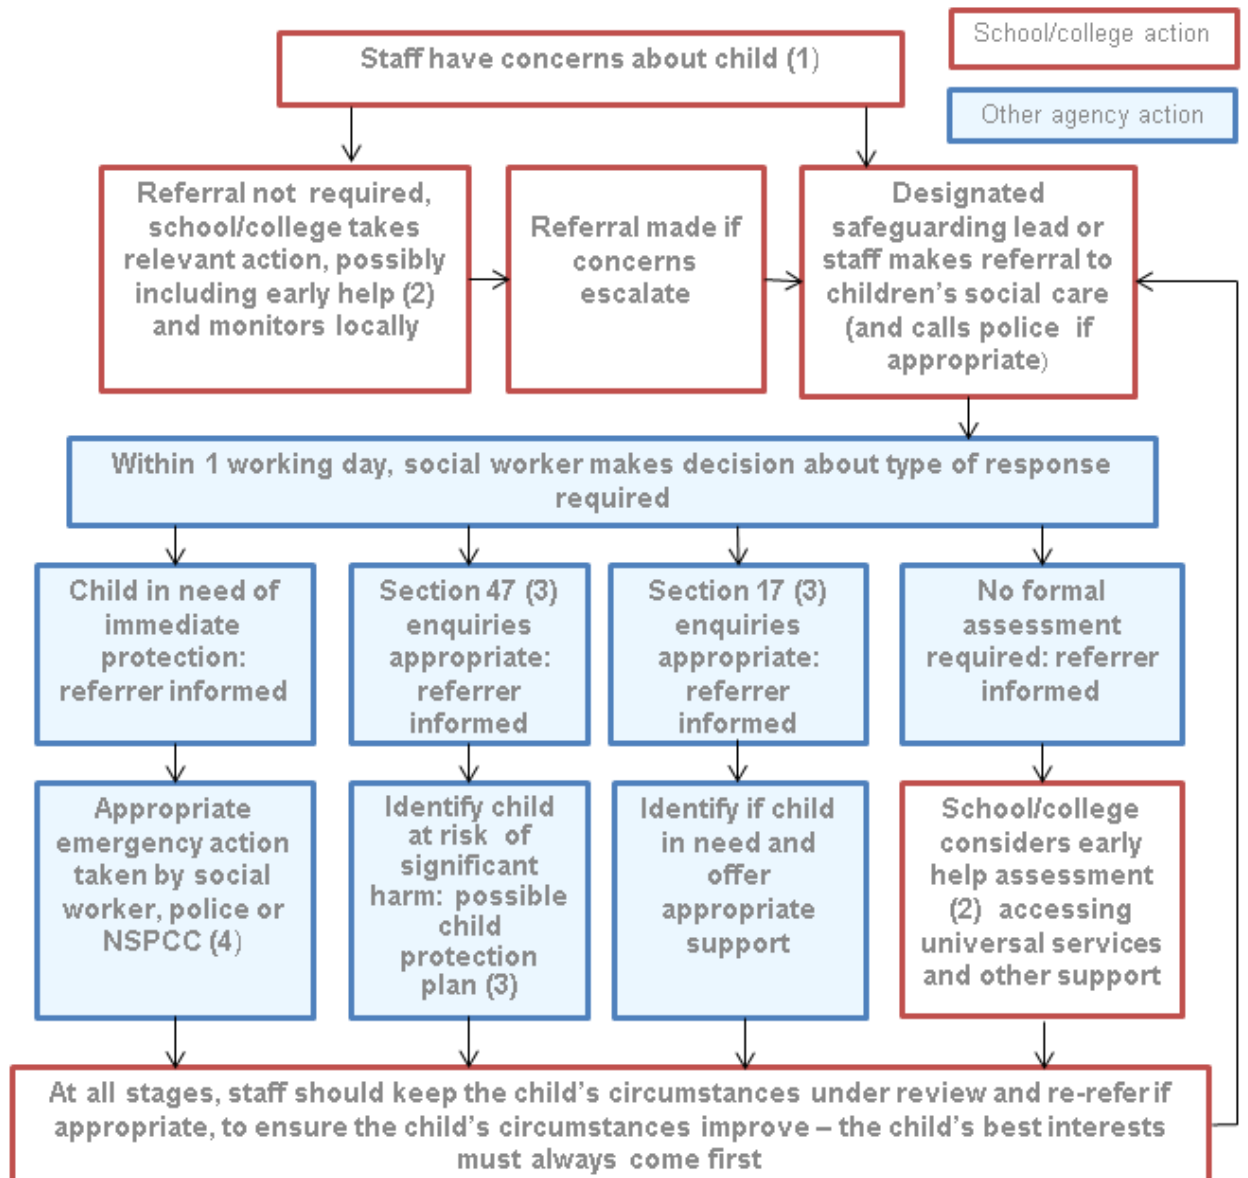 School/college action
Staff have concerns about child (1)
Other agency action
Referral not required,
school/college takes
relevant action, possibly
including early help (2)
and monitors locally
Referral made if
concerns
escalate
Designated
safeguarding lead or
staff makes referral to
children’s social care
(and calls police if
appropriate)
Within 1 working day, social worker makes decision about type of response
required
Child in need of
immediate
protection:
referrer informed
Section 47 (3)
enquiries
appropriate:
referrer
informed
Section 17 (3)
enquiries
appropriate:
referrer
informed
No formal
assessment
required: referrer
informed
Appropriate
emergency action
taken by social
worker, police or
NSPCC (4)
Identify child
at risk of
significant
harm: possible
child
protection
plan (3)
Identify if child
in need and
offer
appropriate
support
School/college
considers early
help assessment
(2) accessing
universal services
and other support
At all stages, staff should keep the child’s circumstances under review and re-refer if
appropriate, to ensure the child’s circumstances improve – the child’s best interests
must always come first